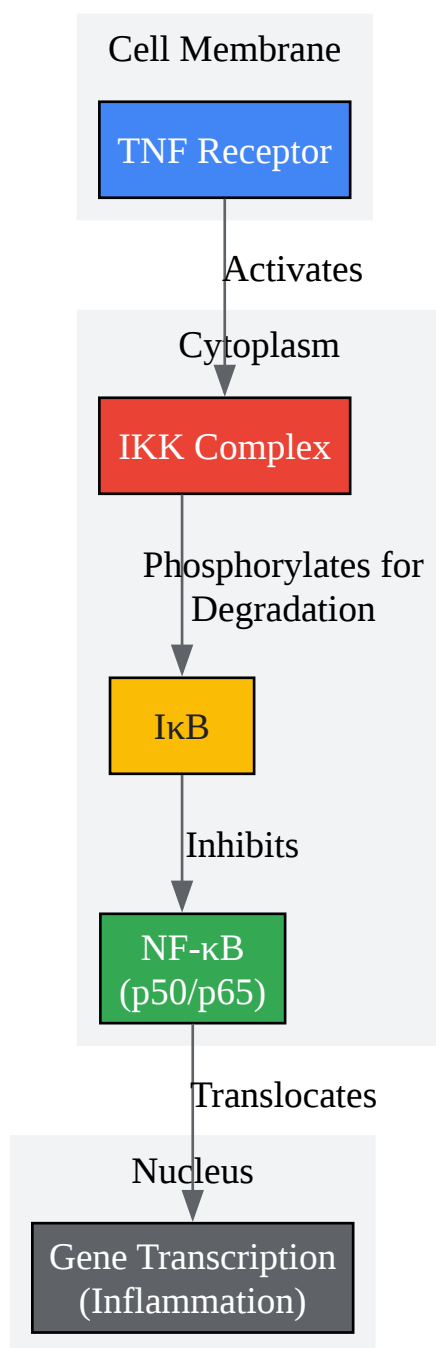 Cell Membrane
TNF Receptor
Activates
Cytoplasm
IKK Complex
Phosphorylates for
Degradation
IκB
Inhibits
NF-κB
(p50/p65)
Translocates
Nucleus
Gene Transcription
(Inflammation)